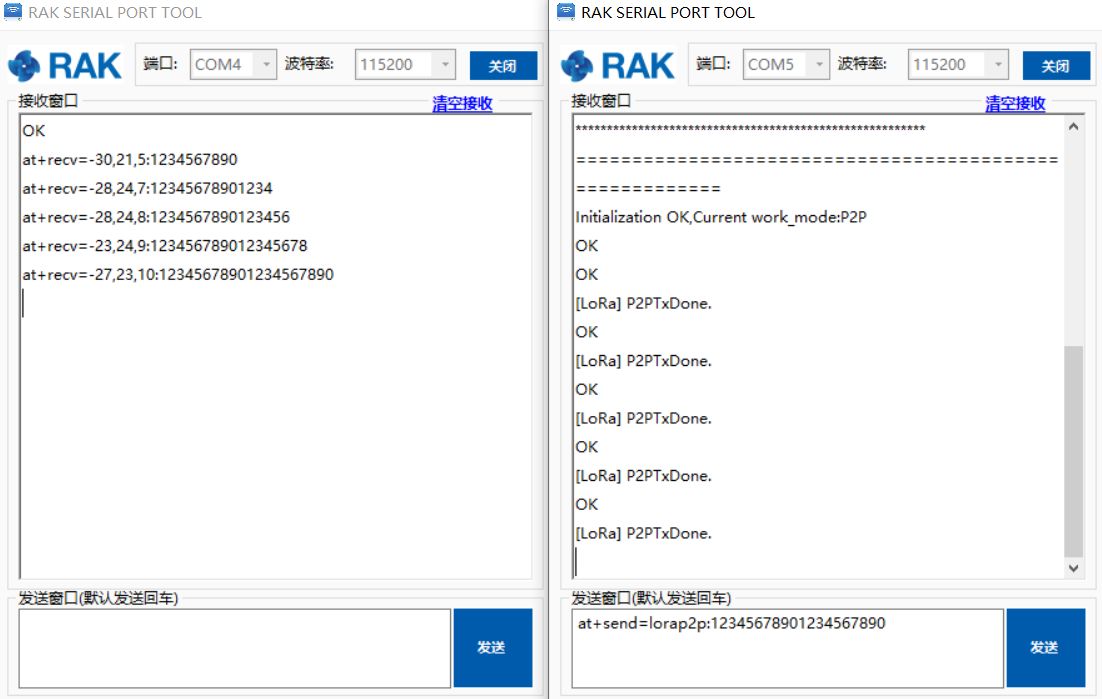 RAK SERIAL PORT TOOL
RAK
端口: COM4 波特率: 115200 关闭
接收窗口
清空接收
OK
at+recv=-30,21,5:1234567890
at+recv=-28,24,7:12345678901234
at+recv=-28,24,8:1234567890123456
at+recv=-23,24,9:123456789012345678
at+recv=-27,23,10:12345678901234567890
发送窗口(默认发送回车)
发送
RAK SERIAL PORT TOOL
RAK
端口: COM5 波特率: 115200 关闭
接收窗口
清空接收
********************************************************
===========================================
=============
Initialization OK,Current work_mode:P2P
OK
OK
[LoRa] P2PTxDone.
OK
[LoRa] P2PTxDone.
OK
[LoRa] P2PTxDone.
OK
[LoRa] P2PTxDone.
OK
[LoRa] P2PTxDone.
发送窗口(默认发送回车)
at+send=lorap2p:12345678901234567890
发送